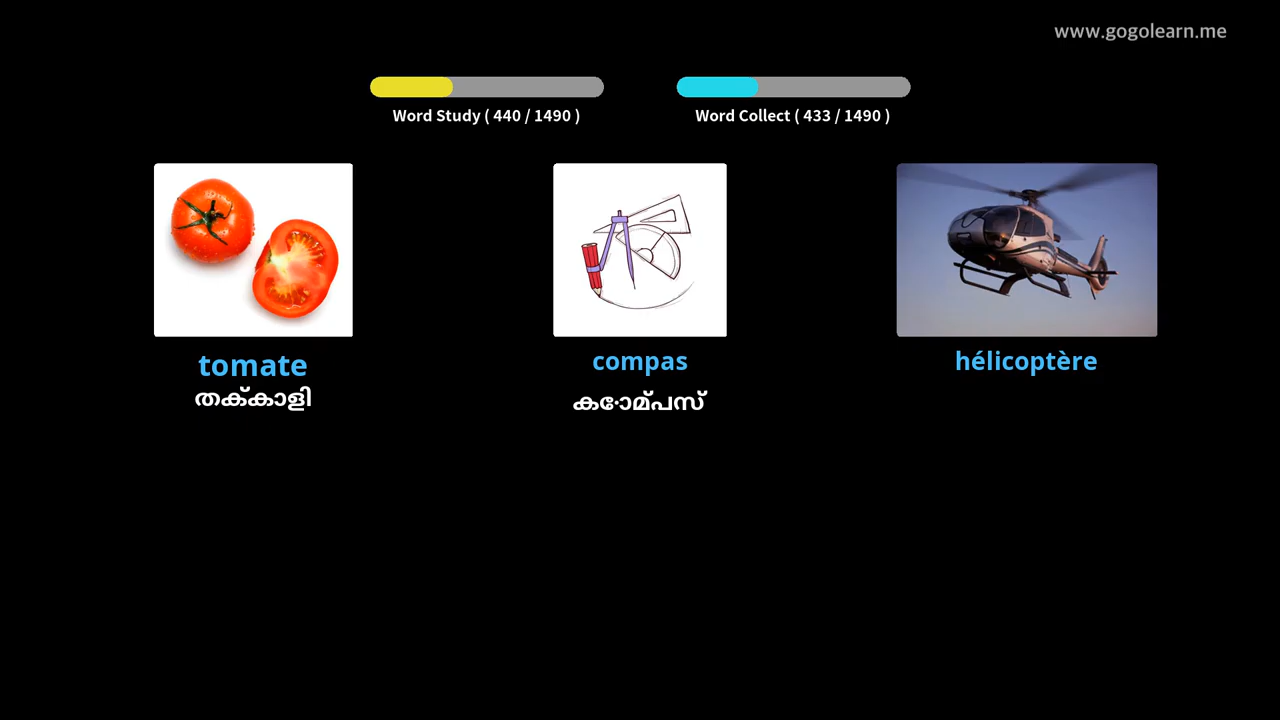 www.gogolearn.me
Word Study ( 440 / 1490 )
Word Collect ( 433 / 1490 )
tomate
compas
hélicoptère
തക്കാളി
കോമ്പസ്